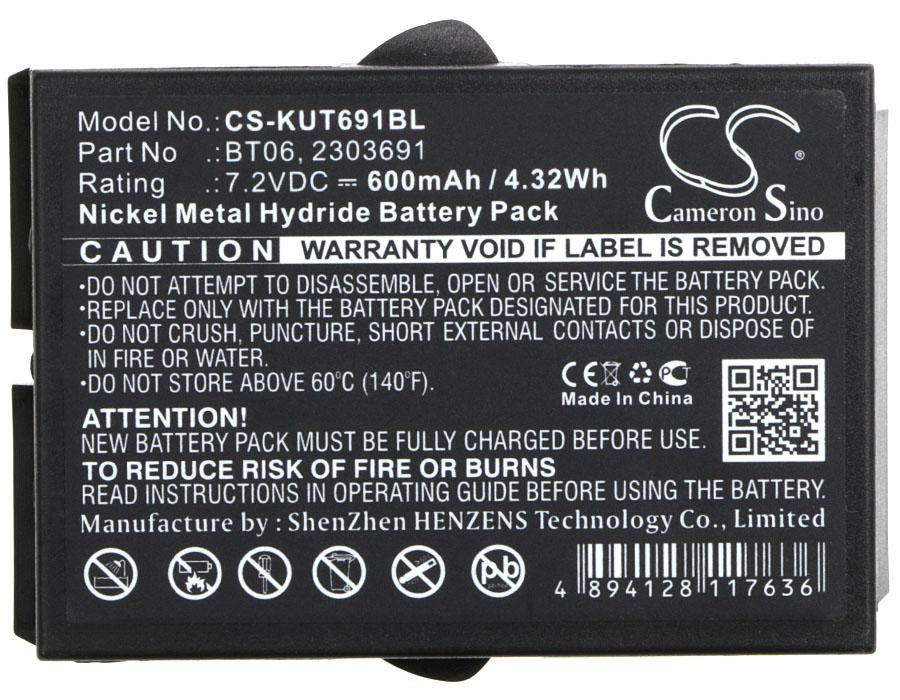 Model No.: CS-KUT691BL
Part No .: BT06, 2303691
Rating .: 7.2VDC ⎓ 600mAh / 4.32Wh
Nickel Metal Hydride Battery Pack
CS
®
Cameron Sino
CAUTION WARRANTY VOID IF LABEL IS REMOVED
•DO NOT ATTEMPT TO DISASSEMBLE, OPEN OR SERVICE THE BATTERY PACK.
•REPLACE ONLY WITH THE BATTERY PACK DESIGNATED FOR THIS PRODUCT.
•DO NOT CRUSH, PUNCTURE, SHORT EXTERNAL CONTACTS OR DISPOSE OF
IN FIRE OR WATER.
•DO NOT STORE ABOVE 60°C (140°F).
CE
Made In China
ATTENTION!
NEW BATTERY PACK MUST BE FULLY CHARGED BEFORE USE.
TO REDUCE RISK OF FIRE OR BURNS
READ INSTRUCTIONS IN OPERATING GUIDE BEFORE USING THE BATTERY.
Manufacture by : ShenZhen HENZENS Technology Co., Limited
Pb
4 894128 117636